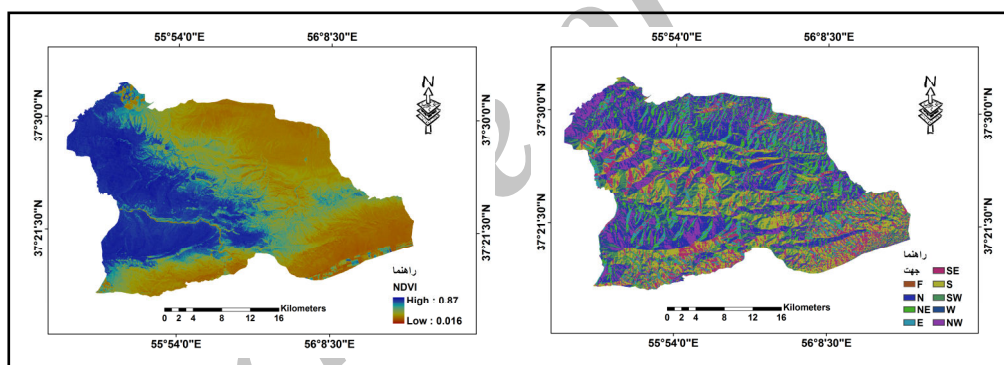 55°54'0"E 56°8'30"E
N
37°30'0"N 37°30'0"N
37°21'30"N 37°21'30"N
راهنما
NDVI
High : 0.87
Low : 0.016
Kilometers
0 2 4 8 12 16
55°54'0"E 56°8'30"E
55°54'0"E 56°8'30"E
N
37°30'0"N 37°30'0"N
37°21'30"N 37°21'30"N
راهنما
جهت
F
N
NE
E
SE
S
SW
W
NW
Kilometers
0 2 4 8 12 16
55°54'0"E 56°8'30"E